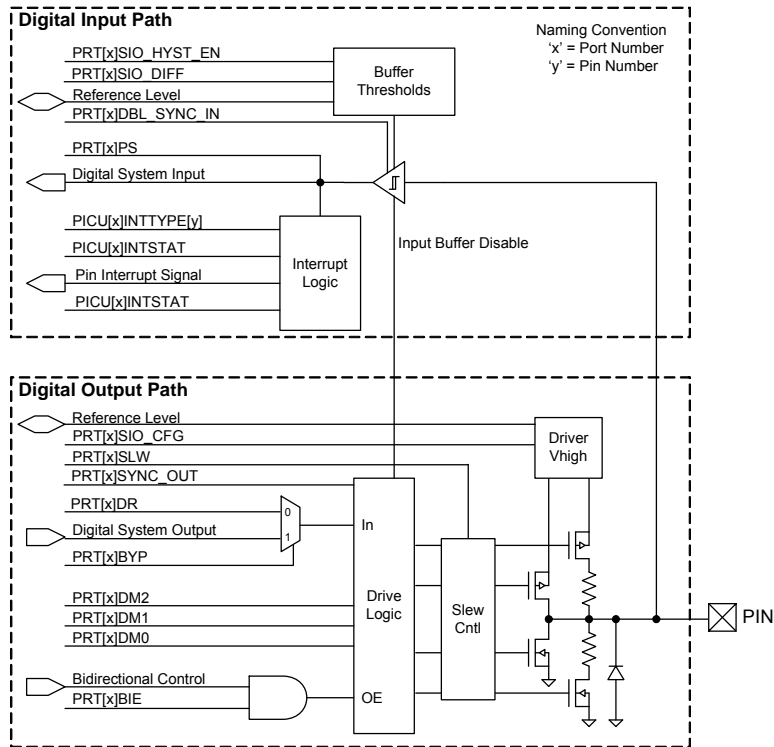 Digital Input Path
Naming Convention
'x' = Port Number
'y' = Pin Number
PRT[x]SIO_HYST_EN
PRT[x]SIO_DIFF
Reference Level
PRT[x]DBL_SYNC_IN
Buffer
Thresholds
PRT[x]PS
Digital System Input
PICU[x]INTTYPE[y]
PICU[x]INTSTAT
Pin Interrupt Signal
PICU[x]INTSTAT
Interrupt
Logic
Input Buffer Disable
Digital Output Path
Reference Level
PRT[x]SIO_CFG
PRT[x]SLW
PRT[x]SYNC_OUT
Driver
Vhigh
PRT[x]DR
Digital System Output
PRT[x]BYP
0
1
In
PRT[x]DM2
PRT[x]DM1
PRT[x]DM0
Drive
Logic
Slew
Cntl
PIN
Bidirectional Control
PRT[x]BIE
OE